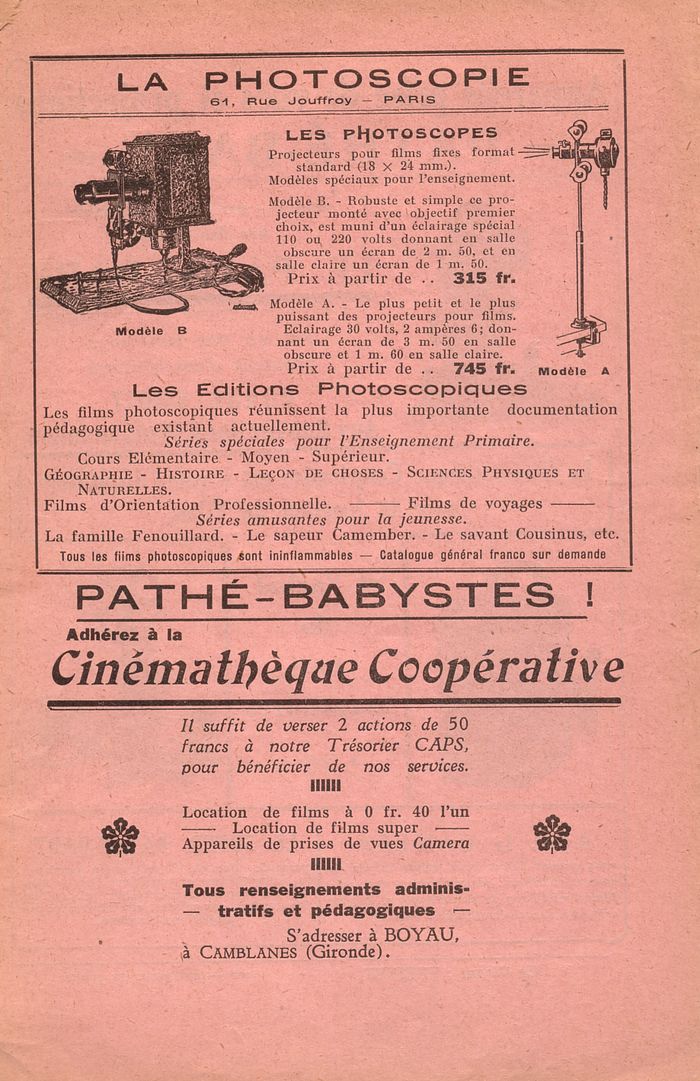 LA PHOTOSCOPIE
61, Rue Jouffroy — PARIS
LES PHOTOSCOPES
Projecteurs pour films fixes format
standard (18 × 24 mm.).
Modèles spéciaux pour l'enseignement.
Modèle B. - Robuste et simple ce pro-
jecteur monté avec objectif premier
choix, est muni d'un éclairage spécial
110 ou 220 volts donnant en salle
obscure un écran de 2 m. 50, et en
salle claire un écran de 1 m. 50.
Prix à partir de .. 315 fr.
Modèle B
Modèle A. - Le plus petit et le plus
puissant des projecteurs pour films.
Eclairage 30 volts, 2 ampères 6; don-
nant un écran de 3 m. 50 en salle
obscure et 1 m. 60 en salle claire.
Prix à partir de .. 745 fr.
Modèle A
Les Editions Photoscopiques
Les films photoscopiques réunissent la plus importante documentation
pédagogique existant actuellement.
Séries spéciales pour l'Enseignement Primaire.
Cours Elémentaire - Moyen - Supérieur.
GÉOGRAPHIE - HISTOIRE - LEÇON DE CHOSES - SCIENCES PHYSIQUES ET
NATURELLES.
Films d'Orientation Professionnelle. —— Films de voyages ——
Séries amusantes pour la jeunesse.
La famille Fenouillard. - Le sapeur Camember. - Le savant Cousinus, etc.
Tous les fiims photoscopiques sont ininflammables — Catalogue général franco sur demande
PATHÉ-BABYSTES !
Adhérez à la
Cinémathèque Coopérative
Il suffit de verser 2 actions de 50
francs à notre Trésorier CAPS,
pour bénéficier de nos services.
Location de films à 0 fr. 40 l'un
—— Location de films super ——
Appareils de prises de vues Camera
Tous renseignements adminis-
— tratifs et pédagogiques —
S'adresser à BOYAU,
à CAMBLANES (Gironde).